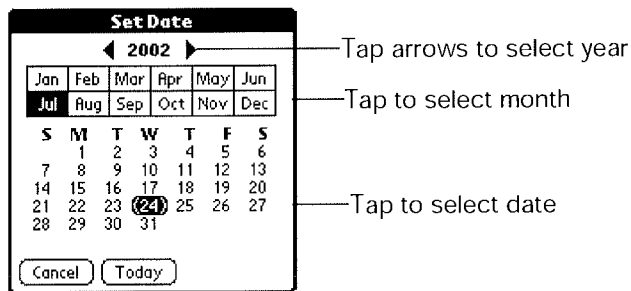 Set Date
2002
Tap arrows to select year
Jan Feb Mar Apr May Jun
Jul Aug Sep Oct Nov Dec
Tap to select month
S M T W T F S
1 2 3 4 5 6
7 8 9 10 11 12 13
14 15 16 17 18 19 20
21 22 23 24 25 26 27
Tap to select date
28 29 30 31
Cancel Today